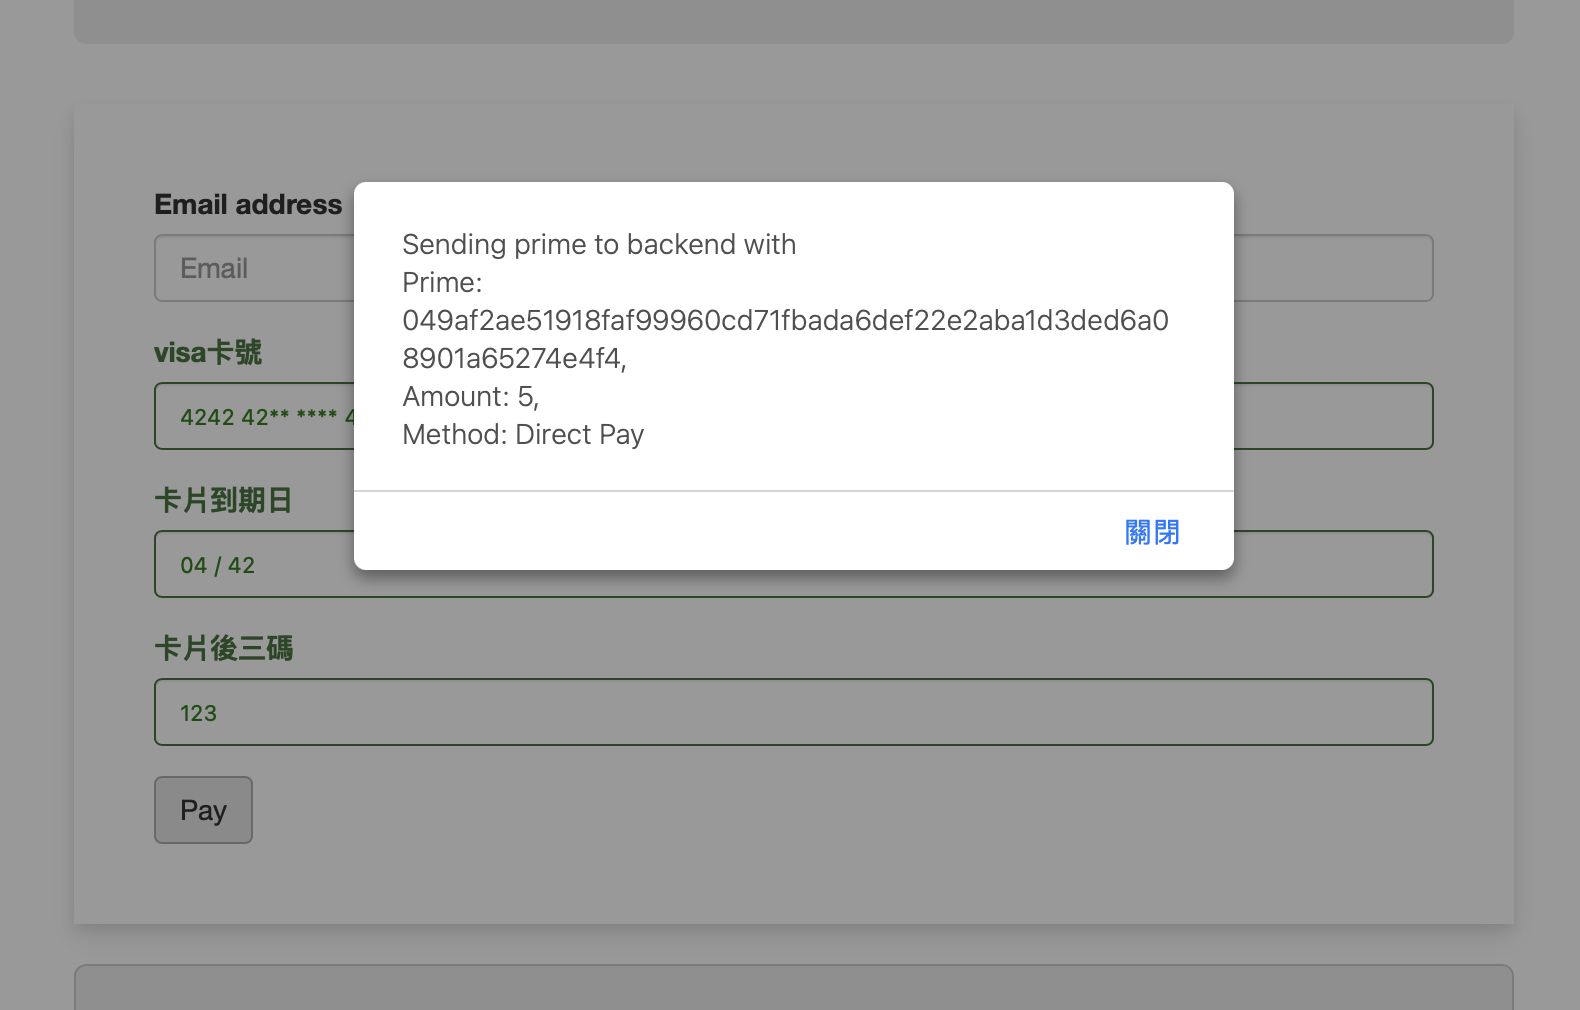 Email address
Email
Sending prime to backend with
Prime:
049af2ae51918faf99960cd71fbada6def22e2aba1d3ded6a0
8901a65274e4f4,
Amount: 5,
Method: Direct Pay
關閉
visa卡號
4242 42** **** 4
卡片到期日
04 / 42
卡片後三碼
123
Pay